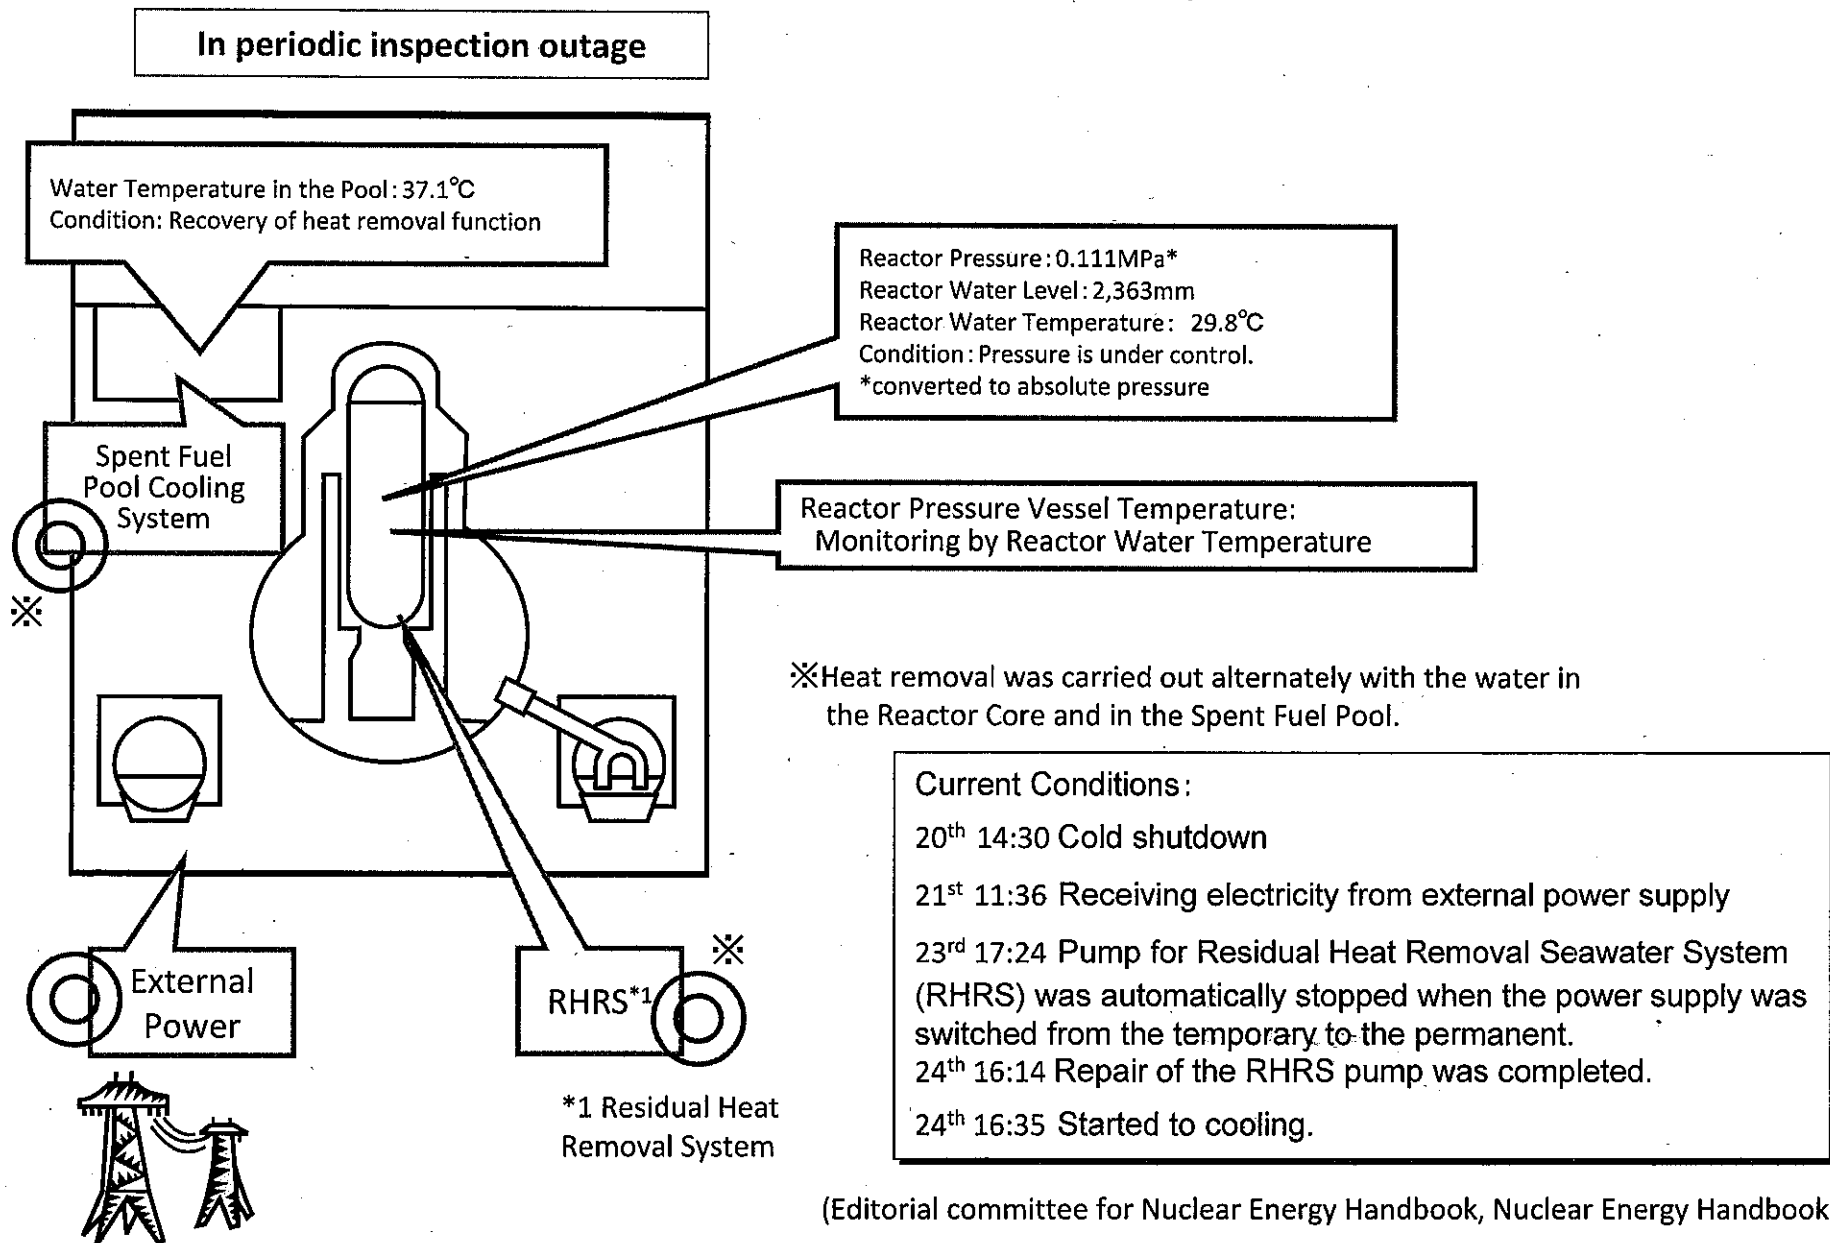 In periodic inspection outage
Water Temperature in the Pool:37.1℃
Condition: Recovery of heat removal function
Reactor Pressure:0.111MPa*
Reactor Water Level:2,363mm
Reactor Water Temperature: 29.8℃
Condition:Pressure is under control.
*converted to absolute pressure
Spent Fuel
Pool Cooling
System
※
Reactor Pressure Vessel Temperature:
Monitoring by Reactor Water Temperature
※Heat removal was carried out alternately with the water in
the Reactor Core and in the Spent Fuel Pool.
Current Conditions:
20th 14:30 Cold shutdown
21st 11:36 Receiving electricity from external power supply
23rd 17:24 Pump for Residual Heat Removal Seawater System
(RHRS) was automatically stopped when the power supply was
switched from the temporary to the permanent.
24th 16:14 Repair of the RHRS pump was completed.
24th 16:35 Started to cooling.
External
Power
RHRS*1
※
*1 Residual Heat
Removal System
(Editorial committee for Nuclear Energy Handbook, Nuclear Energy Handbook